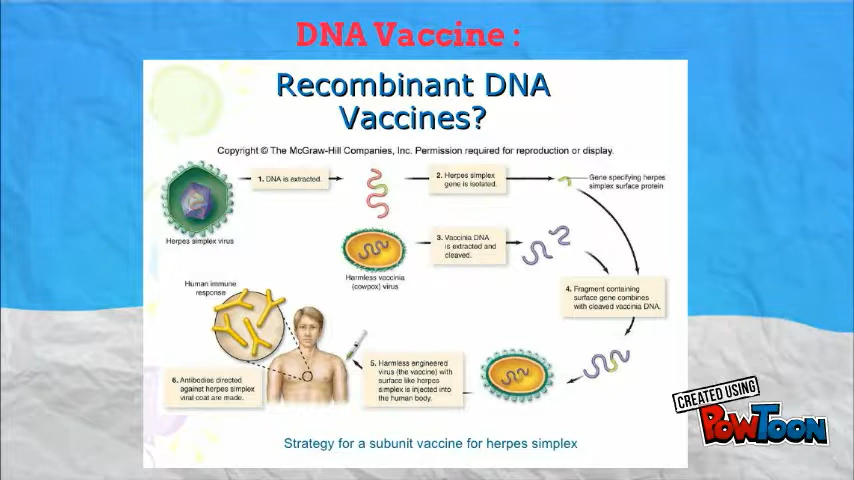 DNA Vaccine :
Recombinant DNA
Vaccines?
Copyright © The McGraw-Hill Companies, Inc. Permission required for reproduction or display.
1. DNA is extracted.
2. Herpes simplex
gene is isolated.
Gene specifying herpes
simplex surface protein
Herpes simplex virus
3. Vaccinia DNA
is extracted and
cleaved.
Harmless vaccinia
(cowpox) virus
4. Fragment containing
surface gene combines
with cleaved vaccinia DNA.
Human immune
response
5. Harmless engineered
virus (the vaccine) with
surface like herpes
simplex is injected into
the human body.
6. Antibodies directed
against herpes simplex
viral coat are made.
Strategy for a subunit vaccine for herpes simplex
CREATED USING
POWTOON